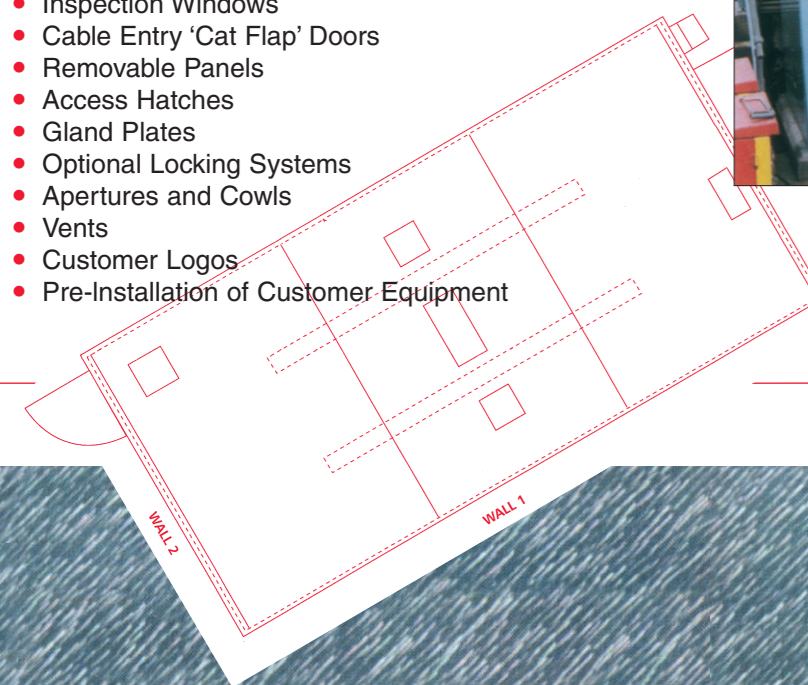 • Inspection Windows
• Cable Entry ‘Cat Flap’ Doors
• Removable Panels
• Access Hatches
• Gland Plates
• Optional Locking Systems
• Apertures and Cowls
• Vents
• Customer Logos
• Pre-Installation of Customer Equipment
WALL 1
WALL 2